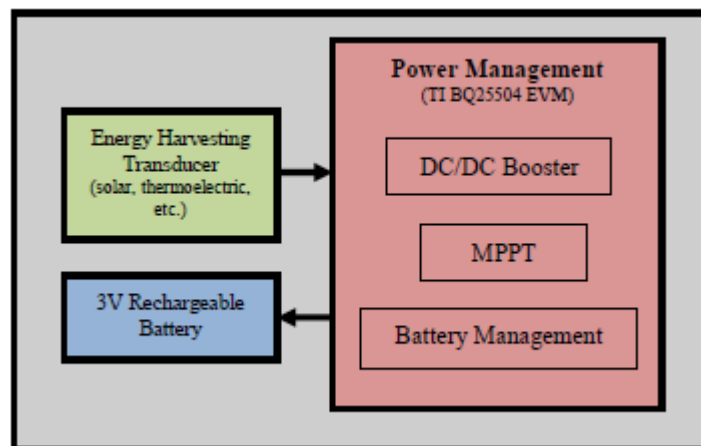 Energy Harvesting
Transducer
(solar, thermoelectric,
etc.)
3V Rechargeable
Battery
Power Management
(TI BQ25504 EVM)
DC/DC Booster
MPPT
Battery Management